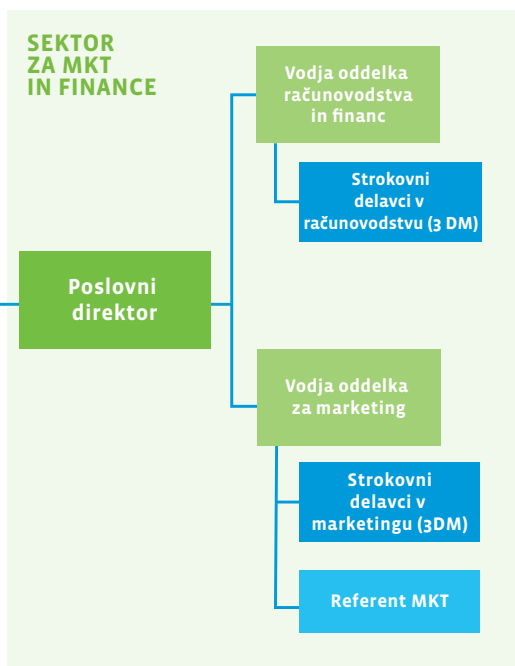 SEKTOR
ZA MKT
IN FINANCE
Vodja oddelka
računovodstva
in financ
Strokovni
delavci v
računovodstvu (3 DM)
Poslovni
direktor
Vodja oddelka
za marketing
Strokovni
delavci v
marketingu (3DM)
Referent MKT